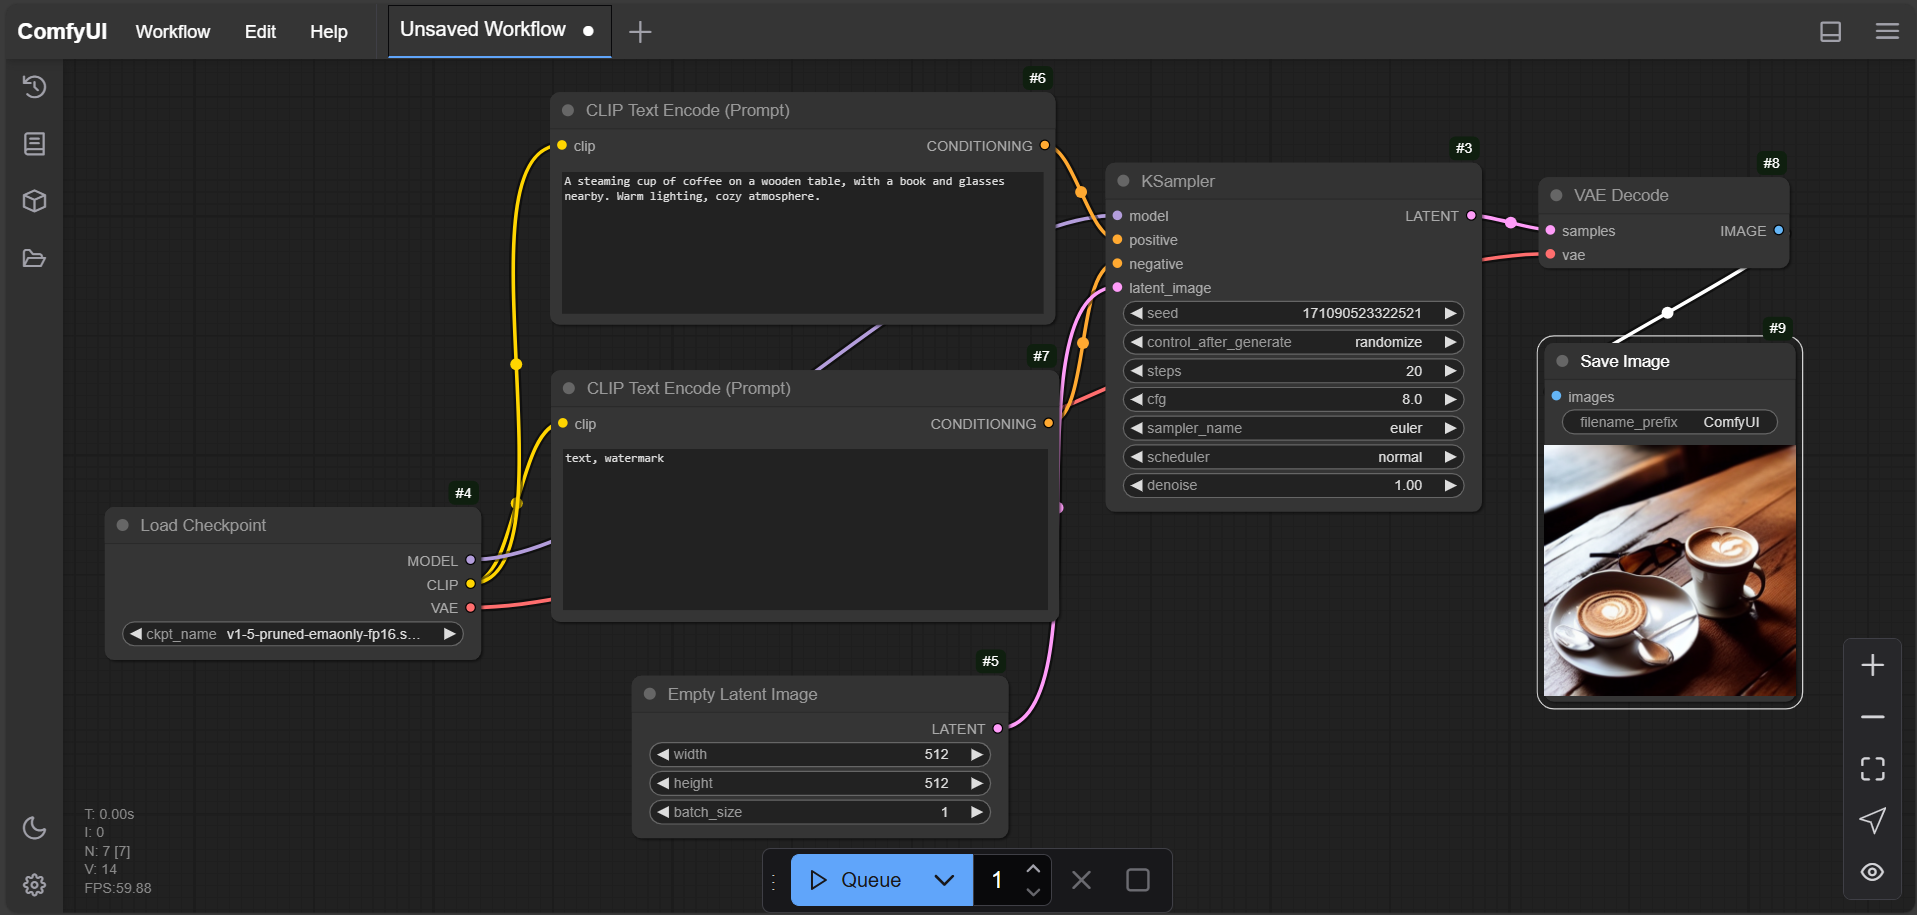 ComfyUI Workflow Edit Help Unsaved Workflow
#6
CLIP Text Encode (Prompt)
clip CONDITIONING
A steaming cup of coffee on a wooden table, with a book and glasses
nearby. Warm lighting, cozy atmosphere.
#7
CLIP Text Encode (Prompt)
clip CONDITIONING
text, watermark
#4
Load Checkpoint
MODEL
CLIP
VAE
ckpt_name v1-5-pruned-emaonly-fp16.s...
#5
Empty Latent Image
LATENT
width 512
height 512
batch_size 1
#3
KSampler
model LATENT
positive
negative
latent_image
seed 171090523322521
control_after_generate randomize
steps 20
cfg 8.0
sampler_name euler
scheduler normal
denoise 1.00
#8
VAE Decode
samples IMAGE
vae
#9
Save Image
images
filename_prefix ComfyUI
T: 0.00s
I: 0
N: 7 [7]
V: 14
FPS:59.88
Queue 1